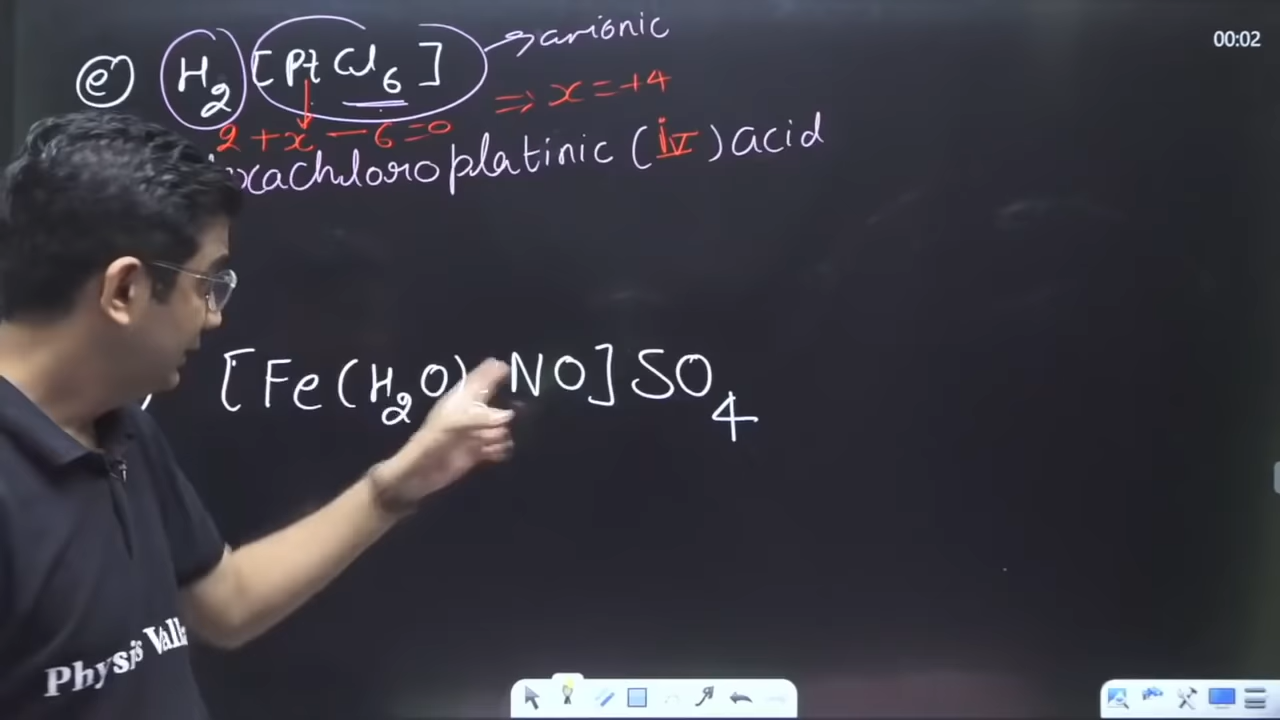 00:02
e H₂ [PtCl₆] → anionic
2 + x − 6 = 0 ⇒ x = +4
xachloroplatinic (iv) acid
[Fe(H₂O) NO] SO₄
Physics Walla